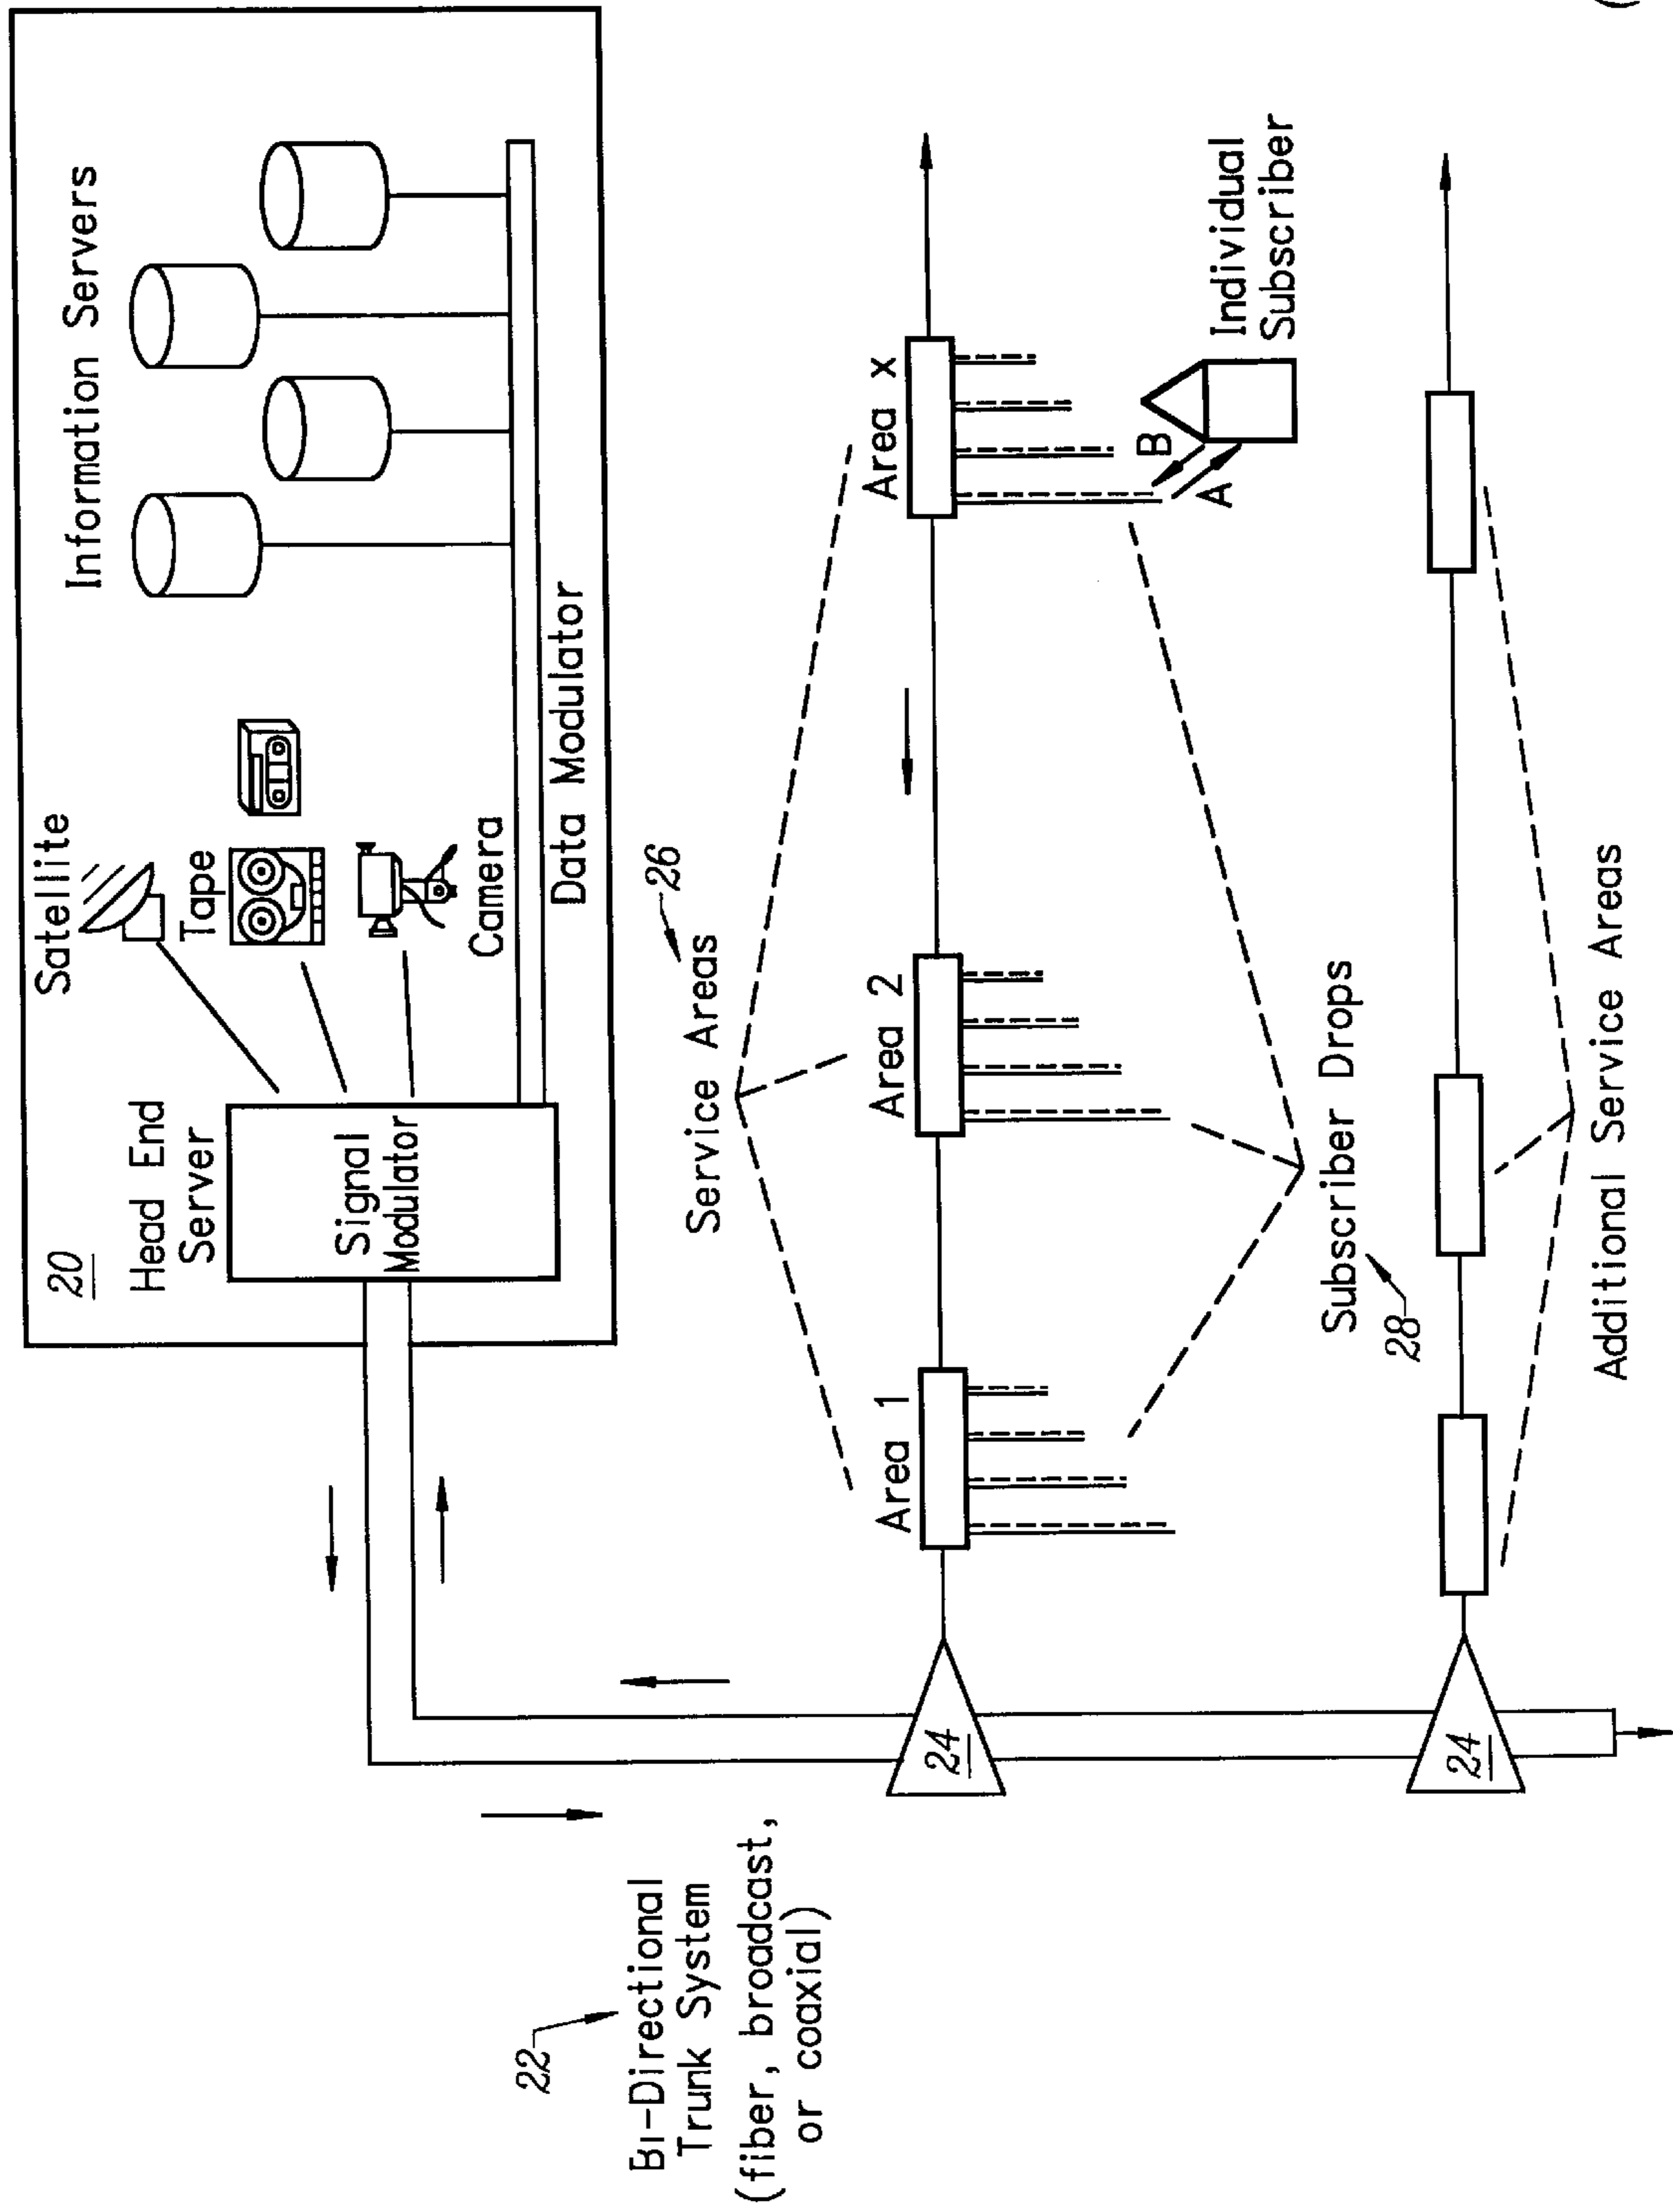 20
Head End
Server
Signal
Modulator
Satellite
Tape
Camera
Information Servers
Data Modulator
22
Bi-Directional
Trunk System
(fiber, broadcast,
or coaxial)
Service Areas
26
Area 1
Area 2
Area x
24
B
A
Individual
Subscriber
Subscriber Drops
28
24
Additional Service Areas